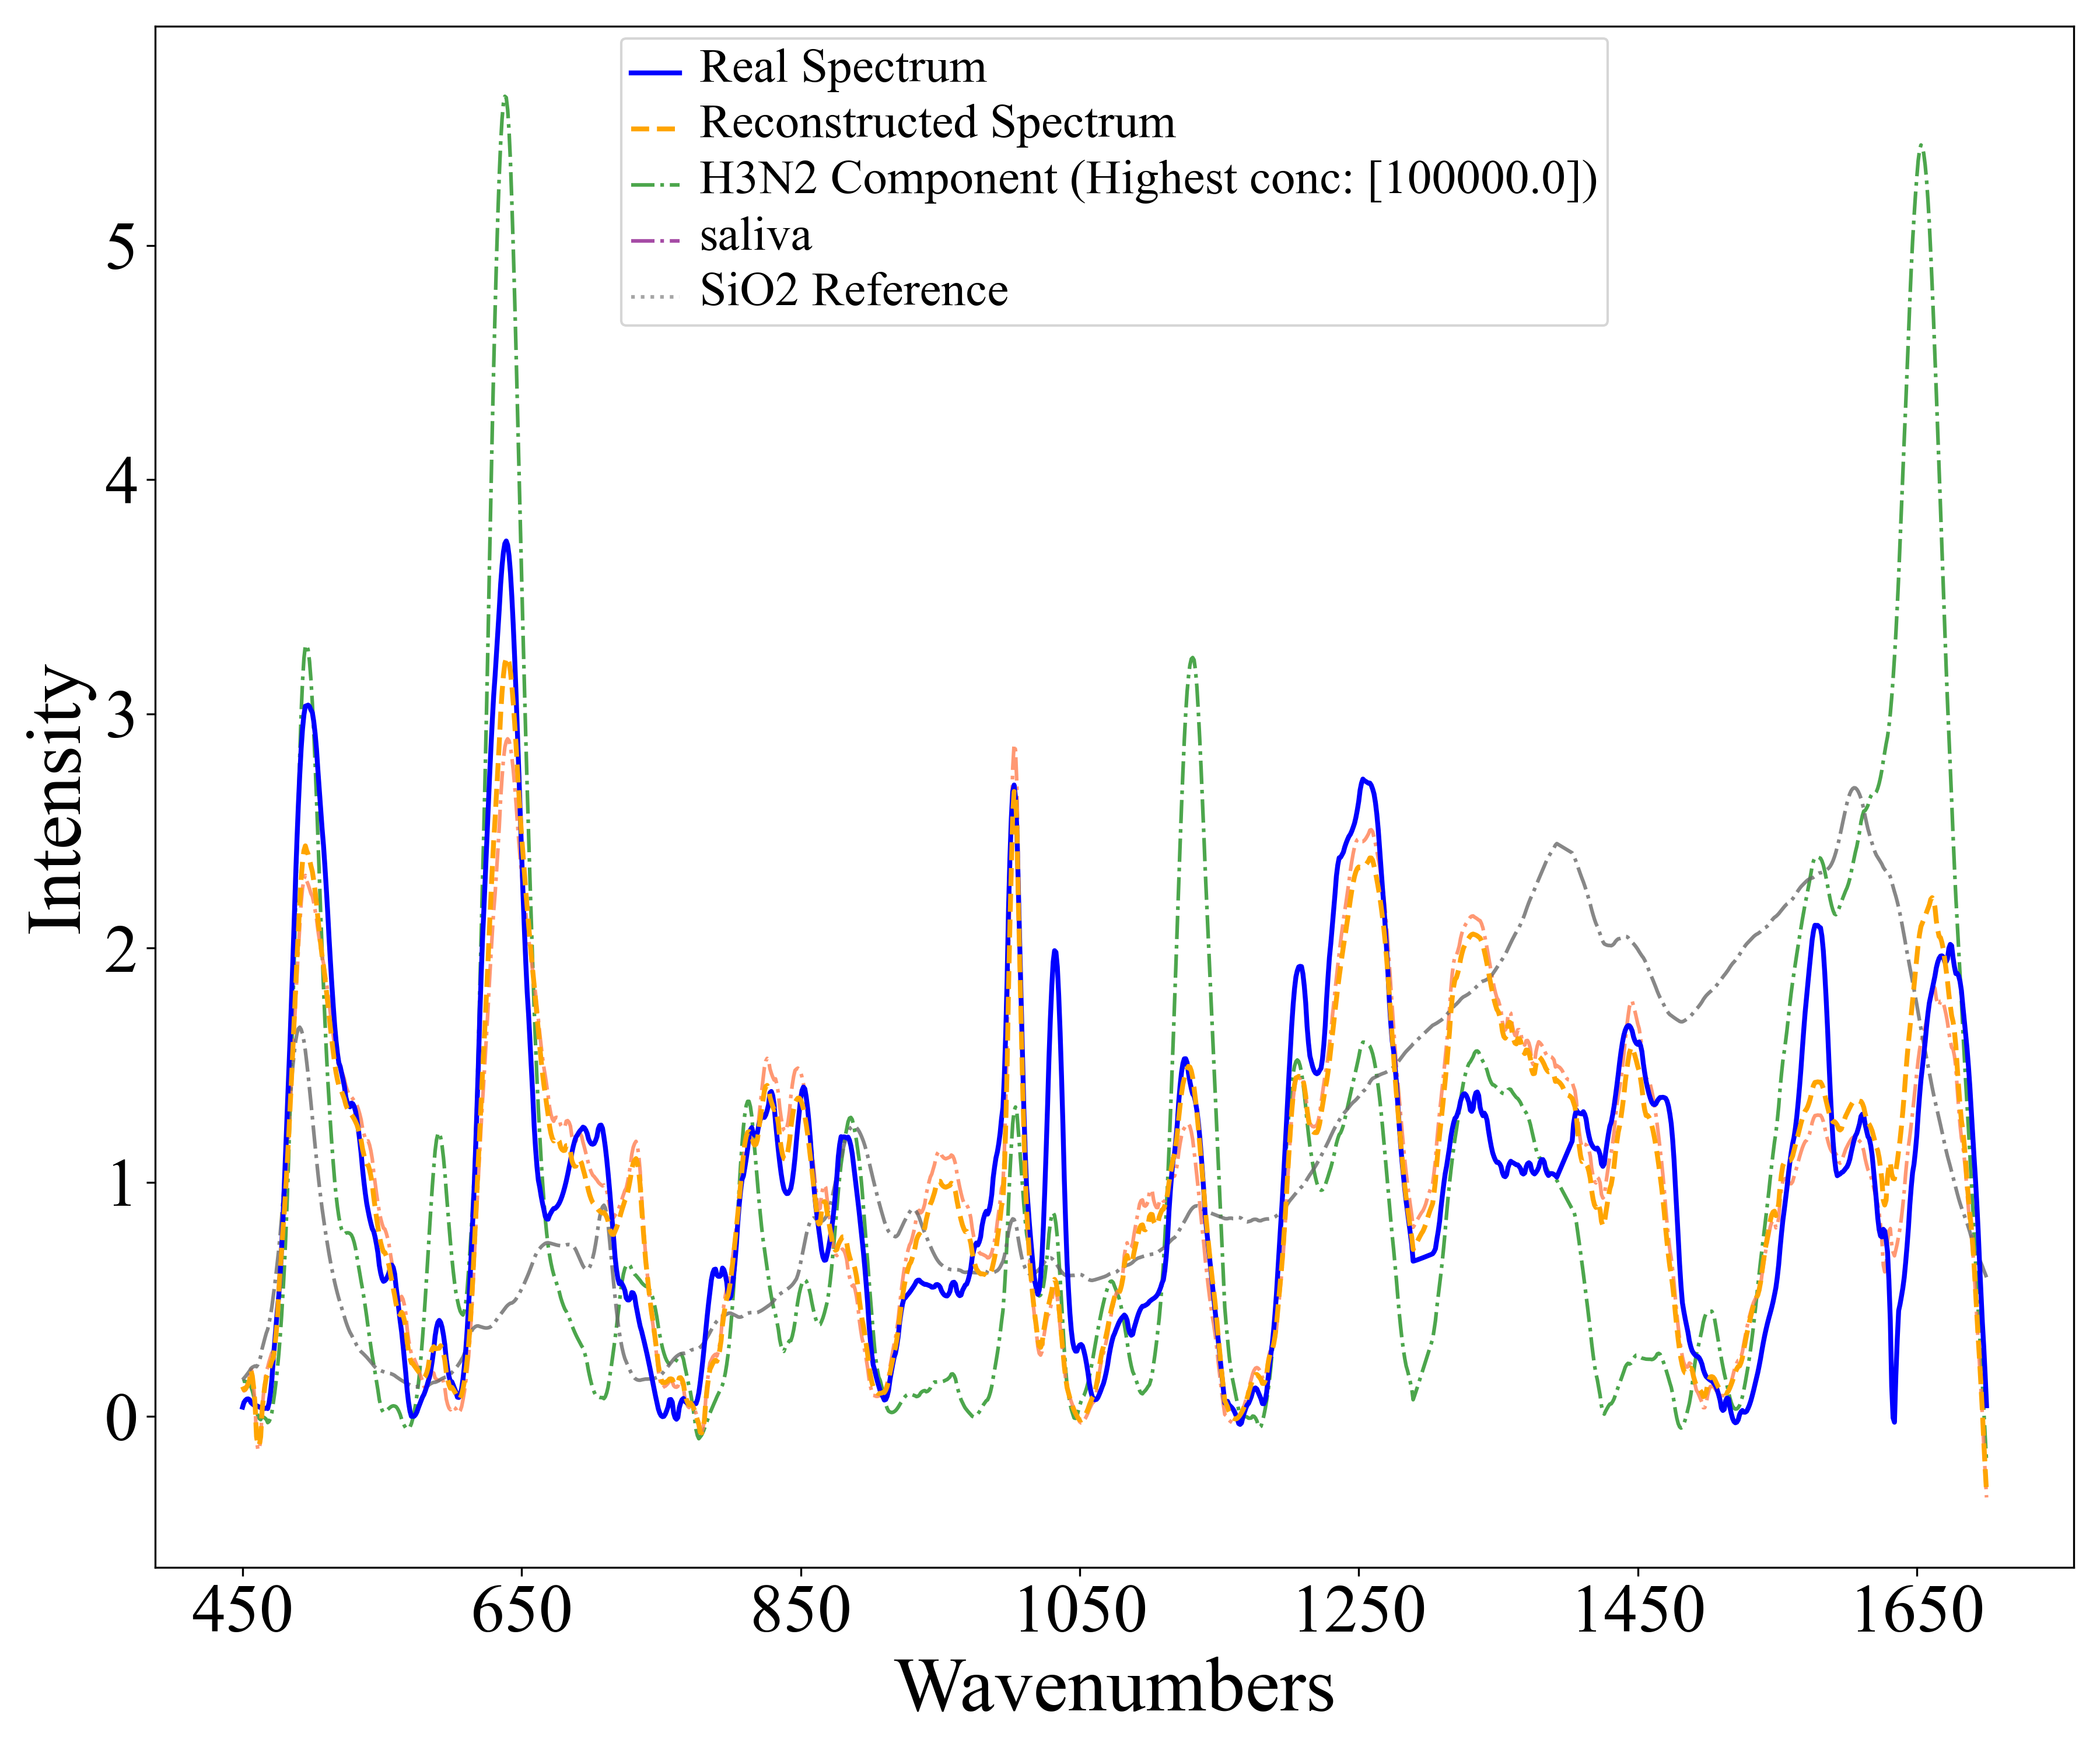 Real Spectrum
Reconstructed Spectrum
H3N2 Component (Highest conc: [100000.0])
saliva
SiO2 Reference
Intensity
5
4
3
2
1
0
450 650 850 1050 1250 1450 1650
Wavenumbers